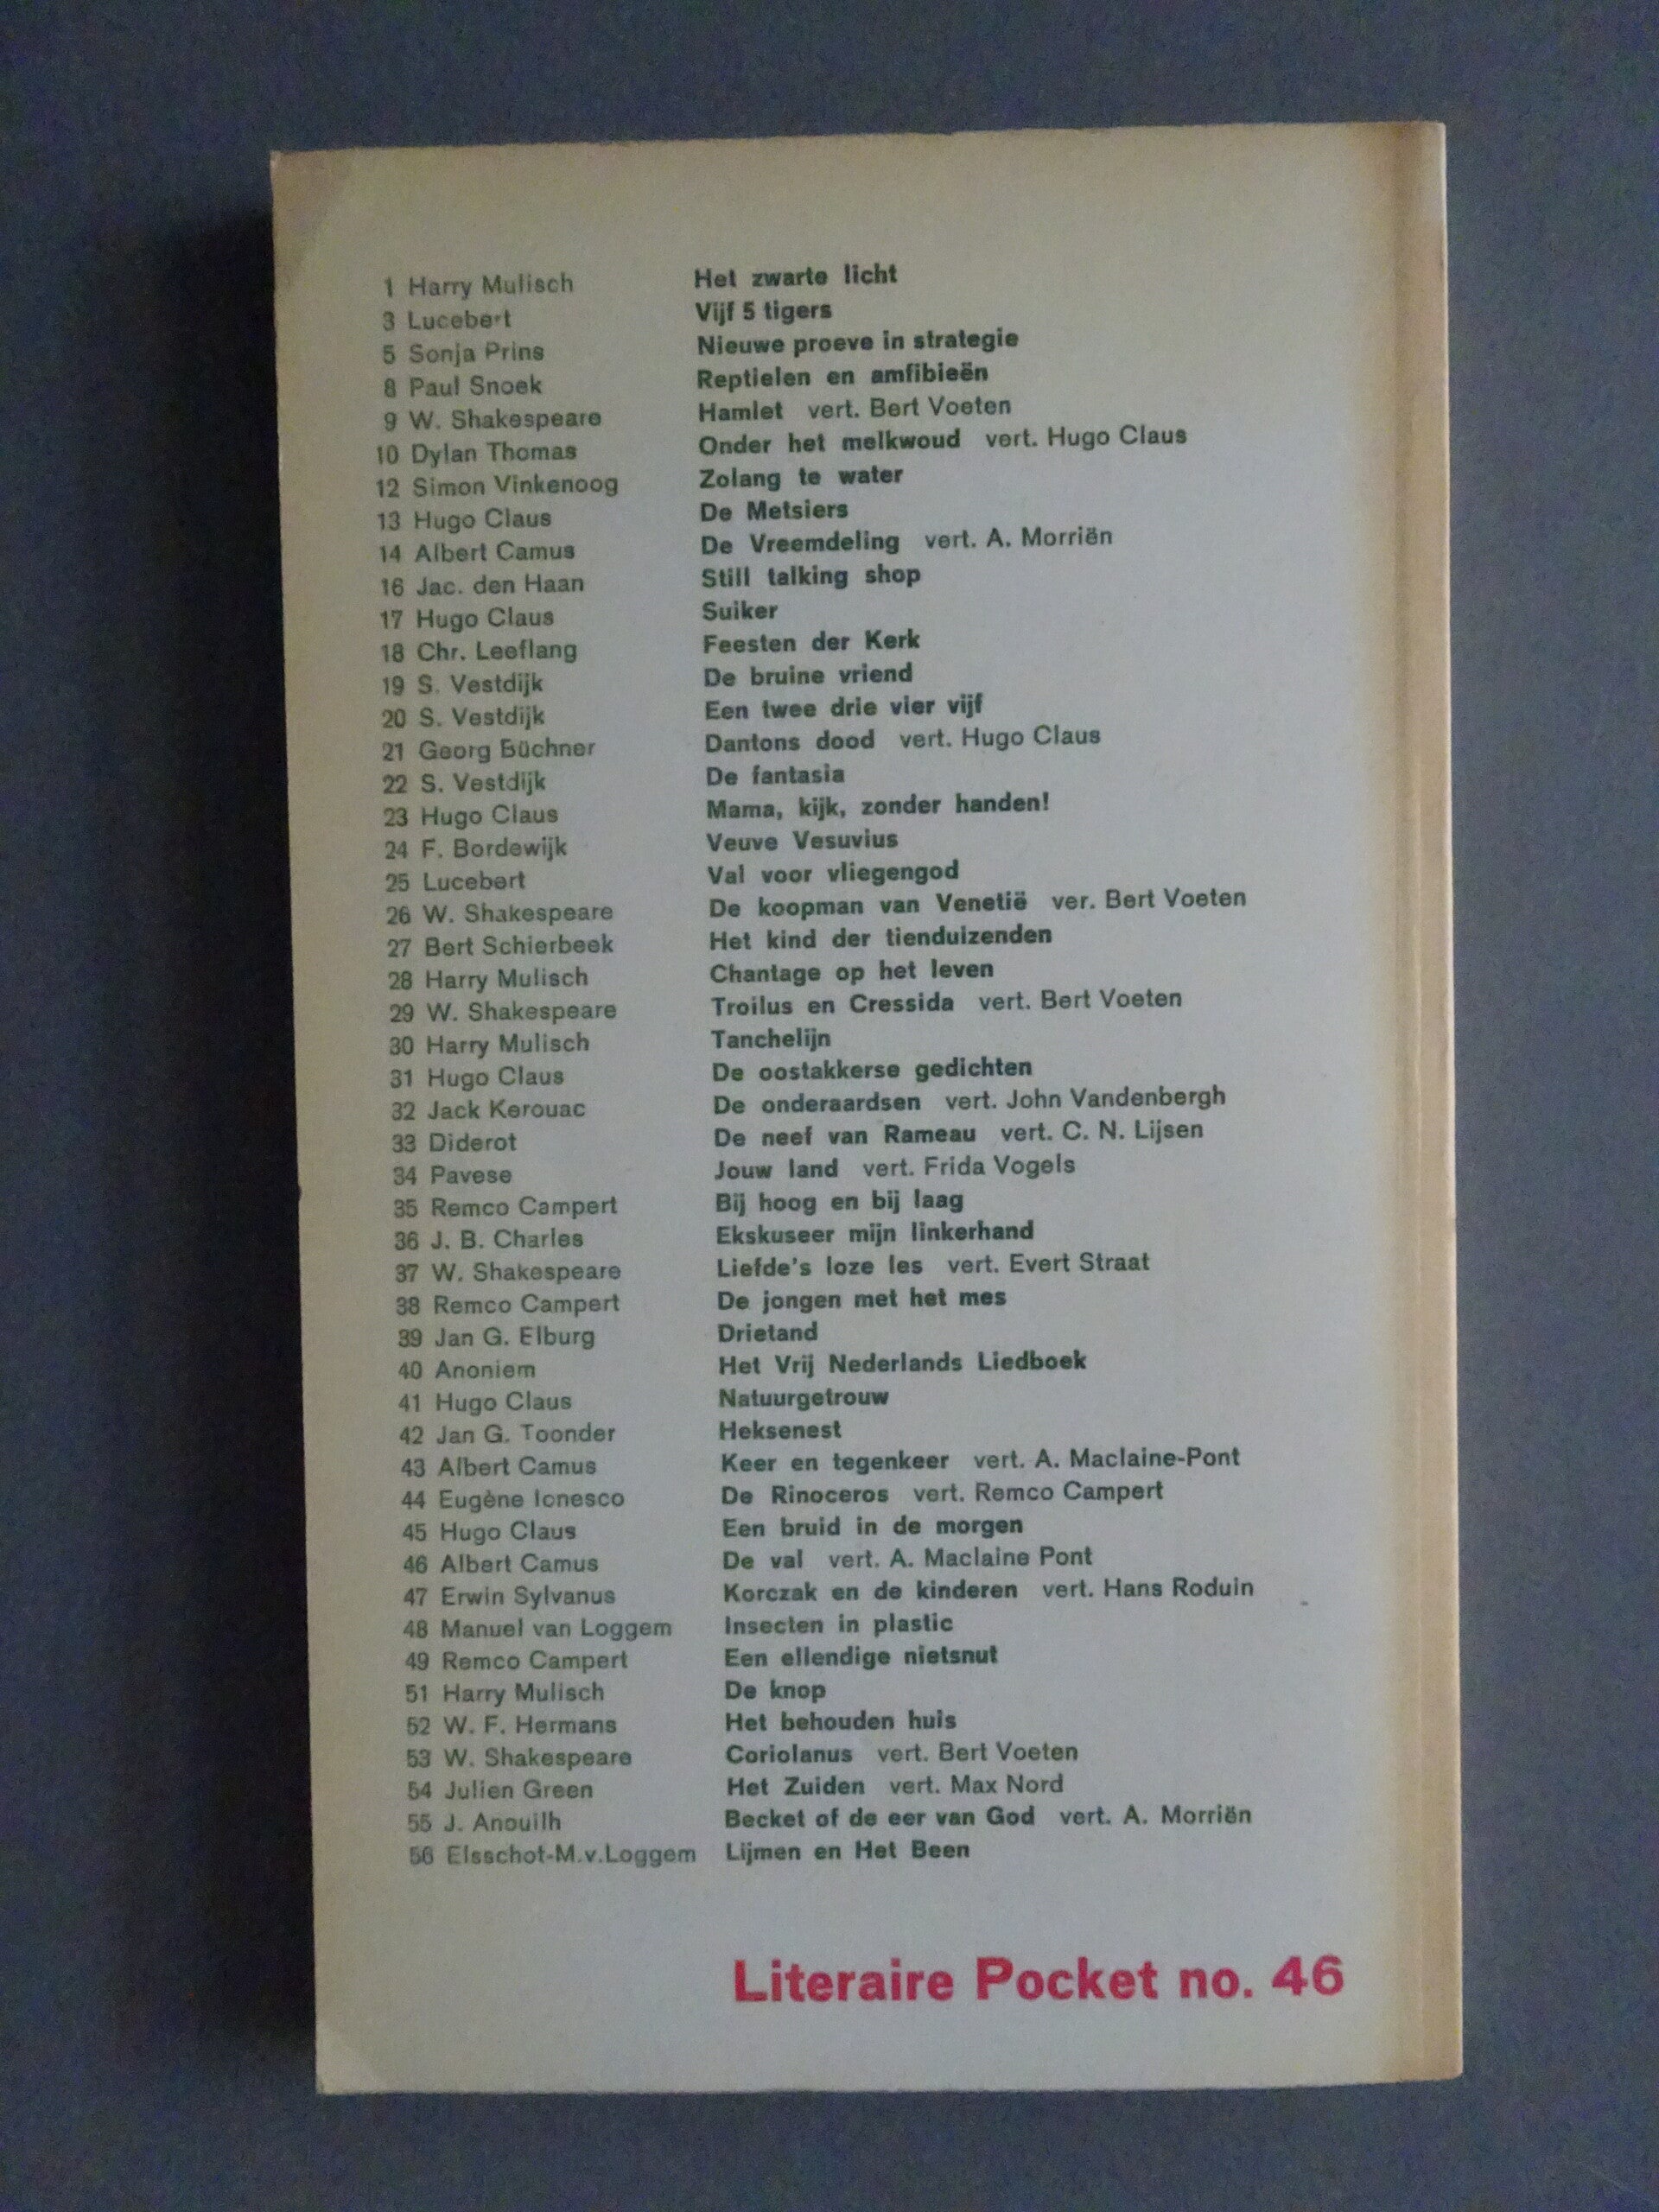 1 Harry Mulisch Het zwarte licht
3 Lucebert Vijf 5 tigers
5 Sonja Prins Nieuwe proeve in strategie
8 Paul Snoek Reptielen en amfibieën
9 W. Shakespeare Hamlet vert. Bert Voeten
10 Dylan Thomas Onder het melkwoud vert. Hugo Claus
12 Simon Vinkenoog Zolang te water
13 Hugo Claus De Metsiers
14 Albert Camus De Vreemdeling vert. A. Morriën
16 Jac. den Haan Still talking shop
17 Hugo Claus Suiker
18 Chr. Leeflang Feesten der Kerk
19 S. Vestdijk De bruine vriend
20 S. Vestdijk Een twee drie vier vijf
21 Georg Büchner Dantons dood vert. Hugo Claus
22 S. Vestdijk De fantasia
23 Hugo Claus Mama, kijk, zonder handen!
24 F. Bordewijk Veuve Vesuvius
25 Lucebert Val voor vliegengod
26 W. Shakespeare De koopman van Venetië ver. Bert Voeten
27 Bert Schierbeek Het kind der tienduizenden
28 Harry Mulisch Chantage op het leven
29 W. Shakespeare Troilus en Cressida vert. Bert Voeten
30 Harry Mulisch Tanchelijn
31 Hugo Claus De oostakkerse gedichten
32 Jack Kerouac De onderaardsen vert. John Vandenbergh
33 Diderot De neef van Rameau vert. C. N. Lijsen
34 Pavese Jouw land vert. Frida Vogels
35 Remco Campert Bij hoog en bij laag
36 J. B. Charles Ekskuseer mijn linkerhand
37 W. Shakespeare Liefde's loze les vert. Evert Straat
38 Remco Campert De jongen met het mes
39 Jan G. Elburg Drietand
40 Anoniem Het Vrij Nederlands Liedboek
41 Hugo Claus Natuurgetrouw
42 Jan G. Toonder Heksenest
43 Albert Camus Keer en tegenkeer vert. A. Maclaine-Pont
44 Eugène Ionesco De Rinoceros vert. Remco Campert
45 Hugo Claus Een bruid in de morgen
46 Albert Camus De val vert. A. Maclaine Pont
47 Erwin Sylvanus Korczak en de kinderen vert. Hans Roduin
48 Manuel van Loggem Insecten in plastic
49 Remco Campert Een ellendige nietsnut
51 Harry Mulisch De knop
52 W. F. Hermans Het behouden huis
53 W. Shakespeare Coriolanus vert. Bert Voeten
54 Julien Green Het Zuiden vert. Max Nord
55 J. Anouilh Becket of de eer van God vert. A. Morriën
56 Elsschot-M.v.Loggem Lijmen en Het Been
Literaire Pocket no. 46